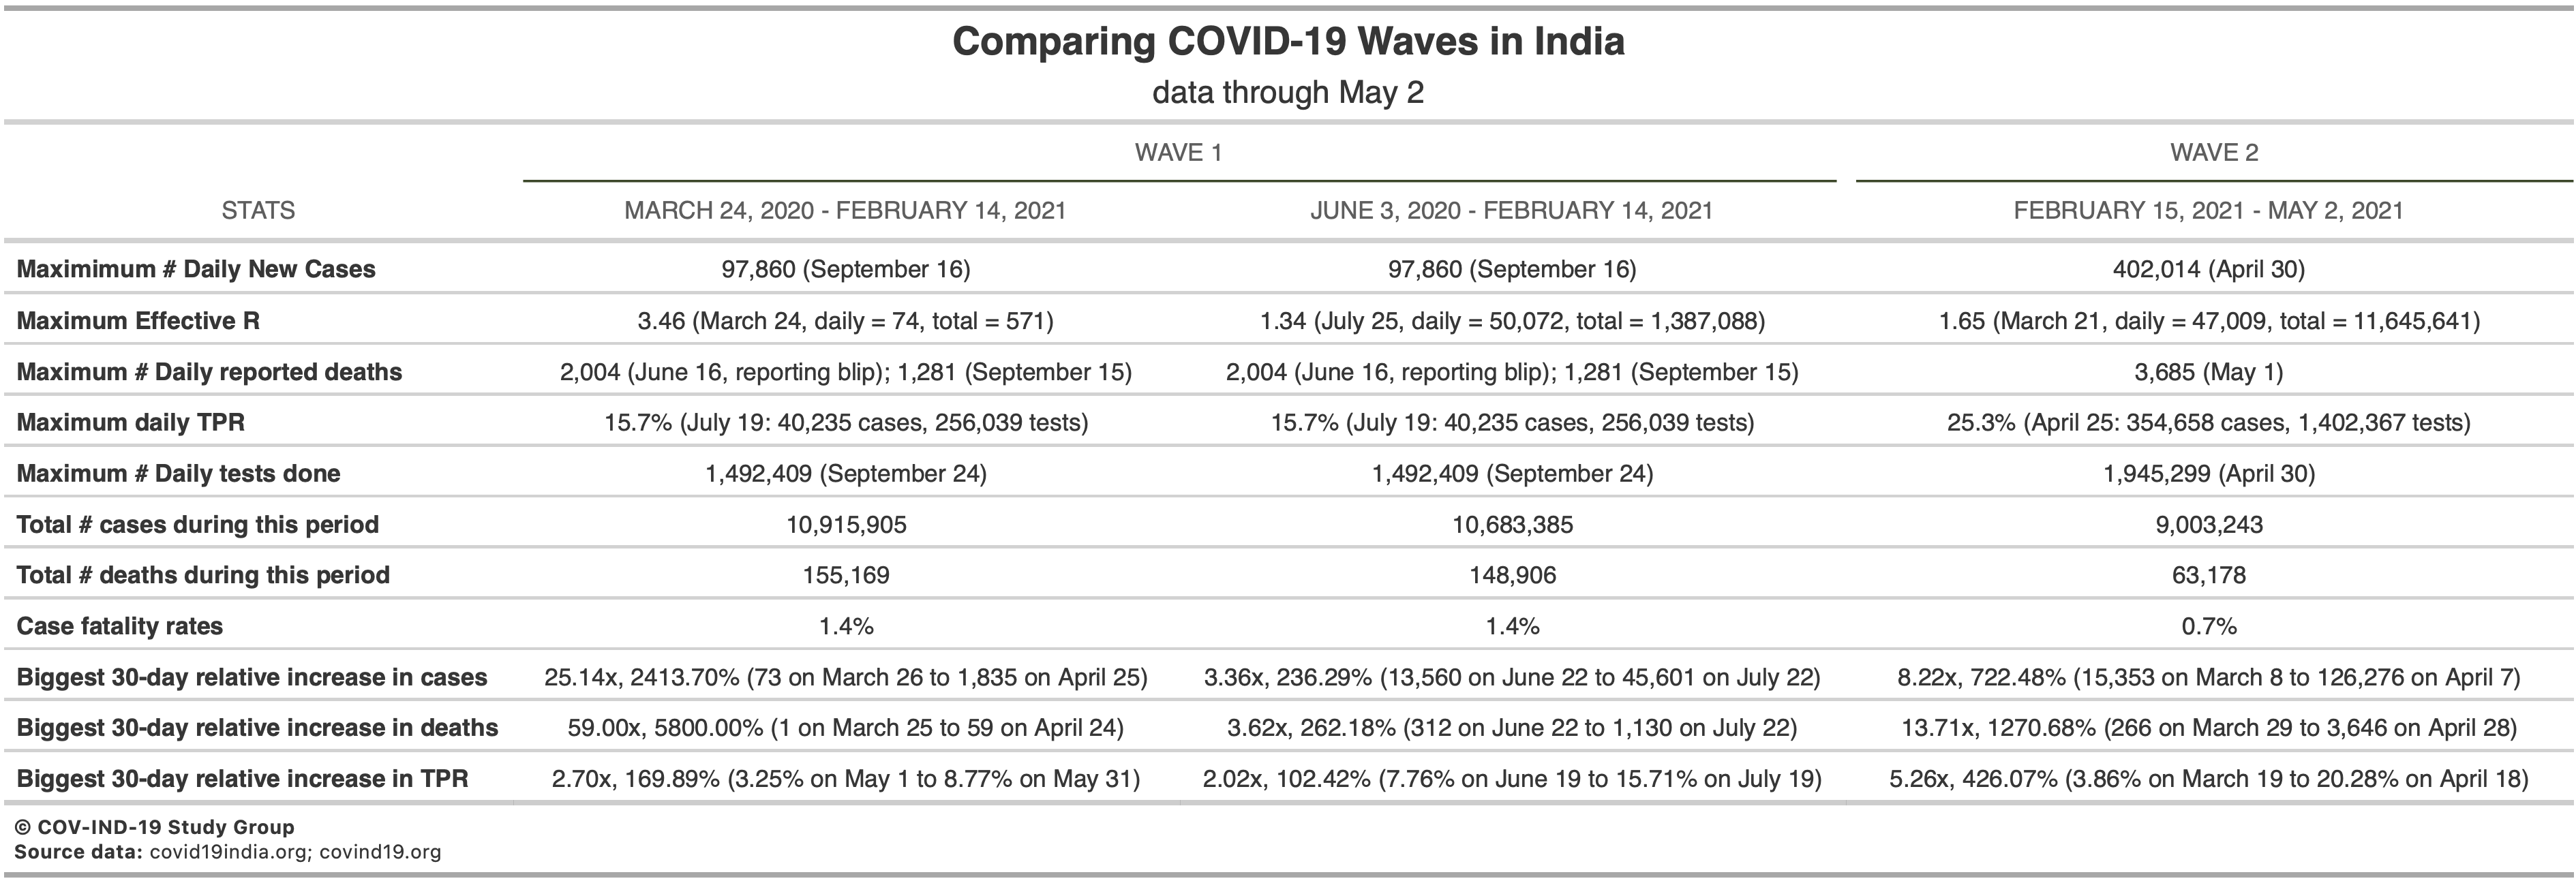 Comparing COVID-19 Waves in India
data through May 2
WAVE 1 WAVE 2
STATS MARCH 24, 2020 - FEBRUARY 14, 2021 JUNE 3, 2020 - FEBRUARY 14, 2021 FEBRUARY 15, 2021 - MAY 2, 2021
Maximimum # Daily New Cases 97,860 (September 16) 97,860 (September 16) 402,014 (April 30)
Maximum Effective R 3.46 (March 24, daily = 74, total = 571) 1.34 (July 25, daily = 50,072, total = 1,387,088) 1.65 (March 21, daily = 47,009, total = 11,645,641)
Maximum # Daily reported deaths 2,004 (June 16, reporting blip); 1,281 (September 15) 2,004 (June 16, reporting blip); 1,281 (September 15) 3,685 (May 1)
Maximum daily TPR 15.7% (July 19: 40,235 cases, 256,039 tests) 15.7% (July 19: 40,235 cases, 256,039 tests) 25.3% (April 25: 354,658 cases, 1,402,367 tests)
Maximum # Daily tests done 1,492,409 (September 24) 1,492,409 (September 24) 1,945,299 (April 30)
Total # cases during this period 10,915,905 10,683,385 9,003,243
Total # deaths during this period 155,169 148,906 63,178
Case fatality rates 1.4% 1.4% 0.7%
Biggest 30-day relative increase in cases 25.14x, 2413.70% (73 on March 26 to 1,835 on April 25) 3.36x, 236.29% (13,560 on June 22 to 45,601 on July 22) 8.22x, 722.48% (15,353 on March 8 to 126,276 on April 7)
Biggest 30-day relative increase in deaths 59.00x, 5800.00% (1 on March 25 to 59 on April 24) 3.62x, 262.18% (312 on June 22 to 1,130 on July 22) 13.71x, 1270.68% (266 on March 29 to 3,646 on April 28)
Biggest 30-day relative increase in TPR 2.70x, 169.89% (3.25% on May 1 to 8.77% on May 31) 2.02x, 102.42% (7.76% on June 19 to 15.71% on July 19) 5.26x, 426.07% (3.86% on March 19 to 20.28% on April 18)
© COV-IND-19 Study Group
Source data: covid19india.org; covind19.org